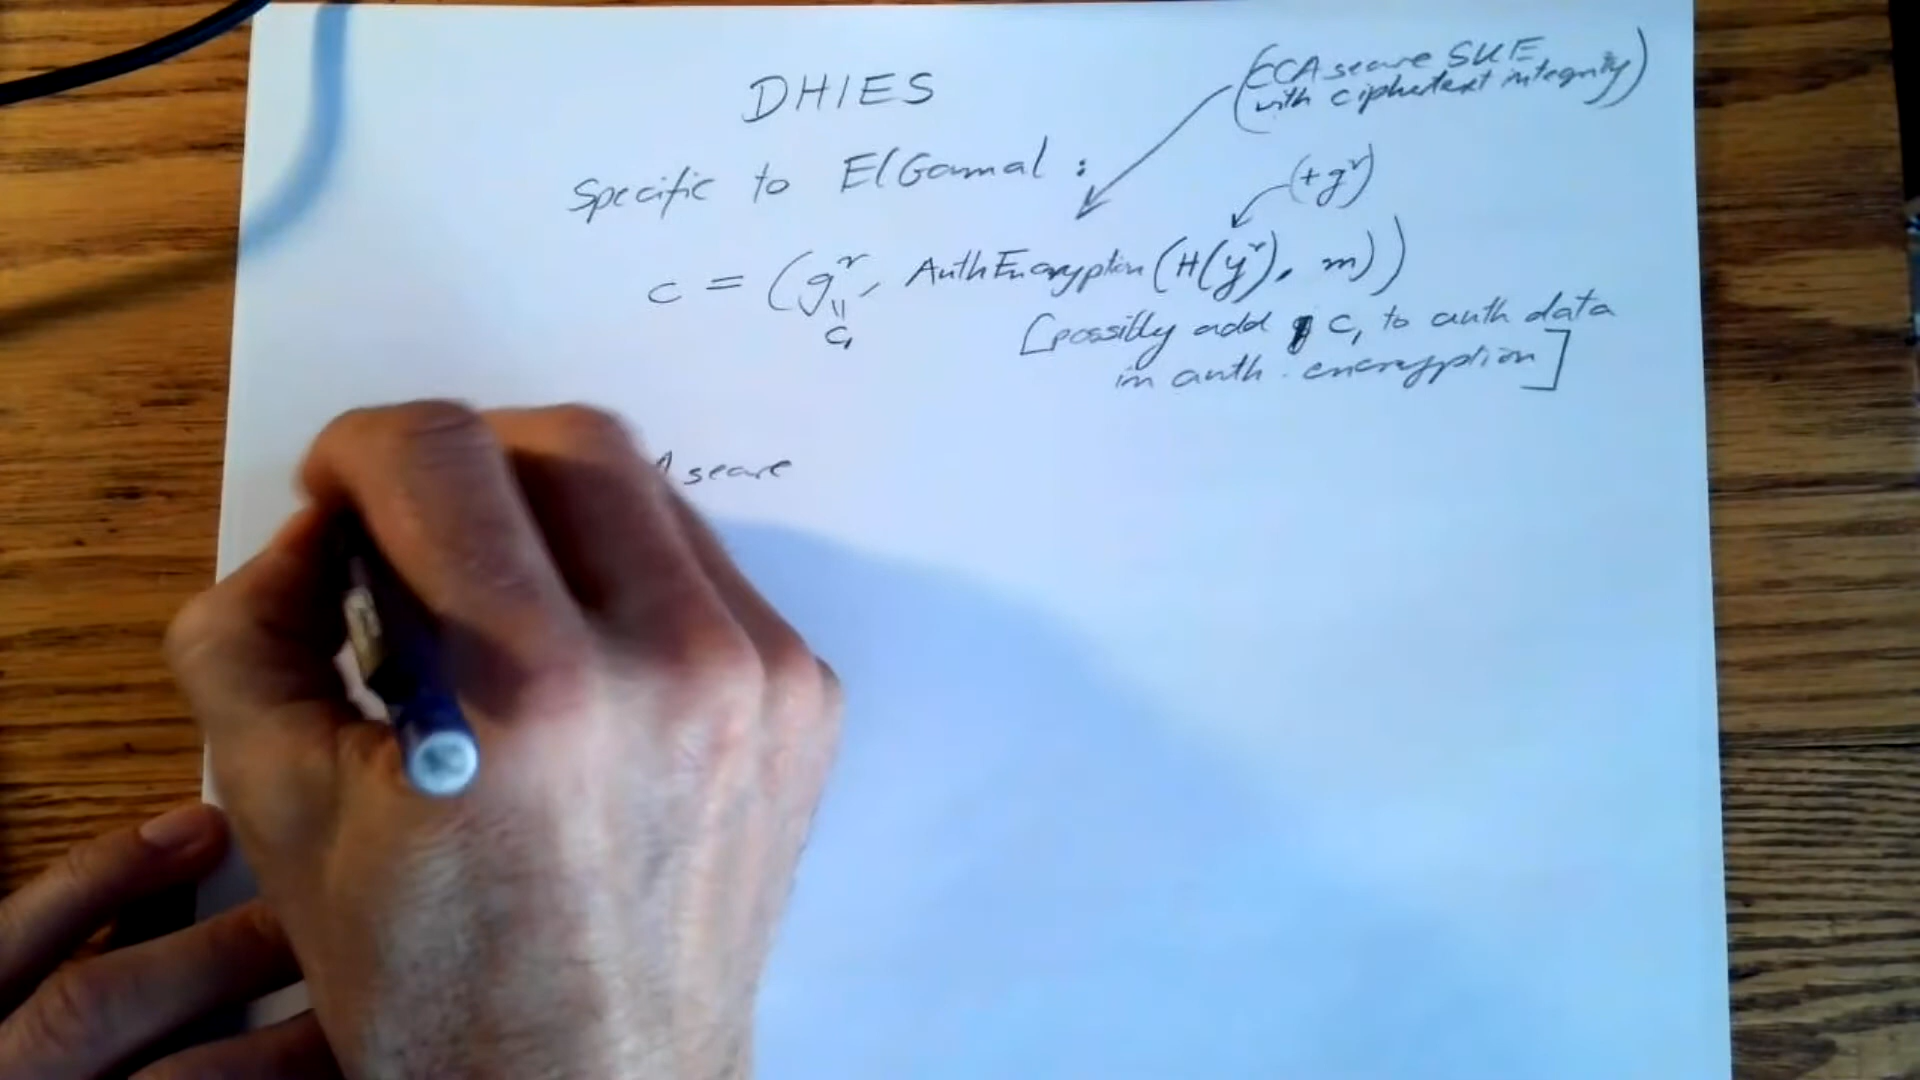 DHIES
(CCA secure SKE
with ciphertext integrity)
Specific to ElGamal :
(+g^r)
c = (g^r, AuthEncryption(H(y^r), m))
"
c₁
[possibly add c₁ to auth data
in auth. encryption]
secure